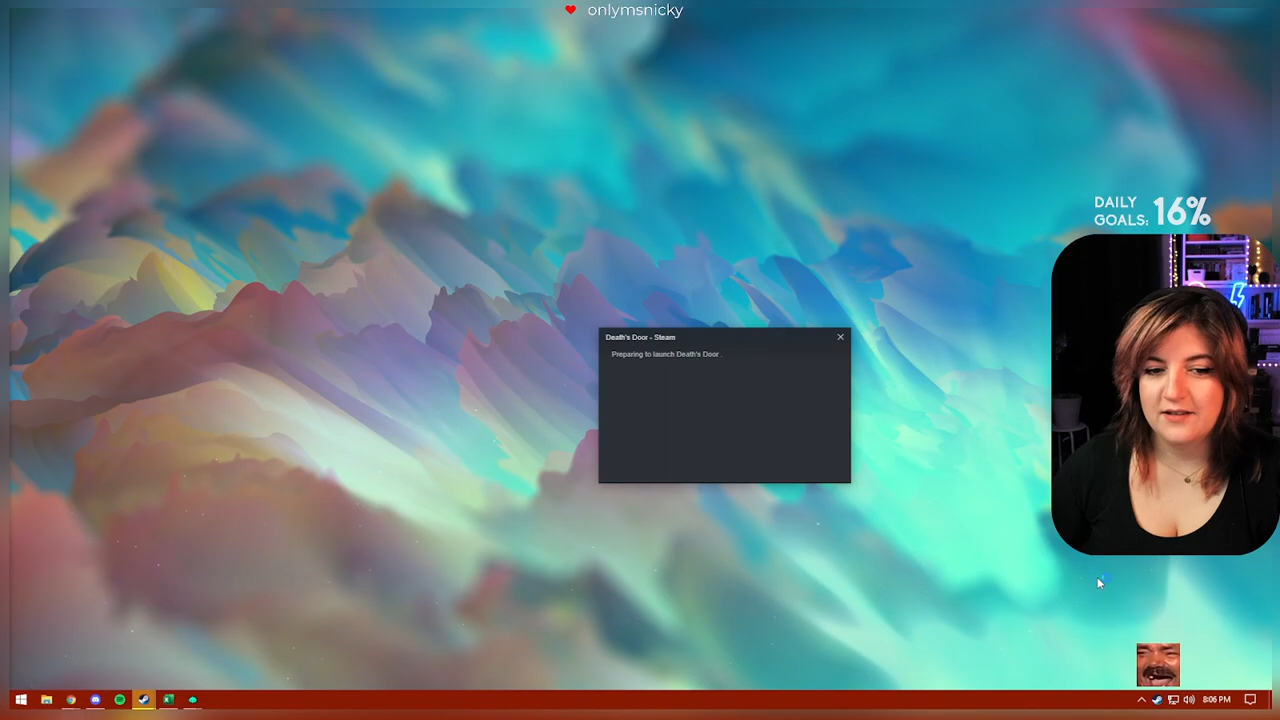 onlymsnicky
DAILY
GOALS: 16%
Death's Door - Steam
Preparing to launch Death's Door .
8:06 PM